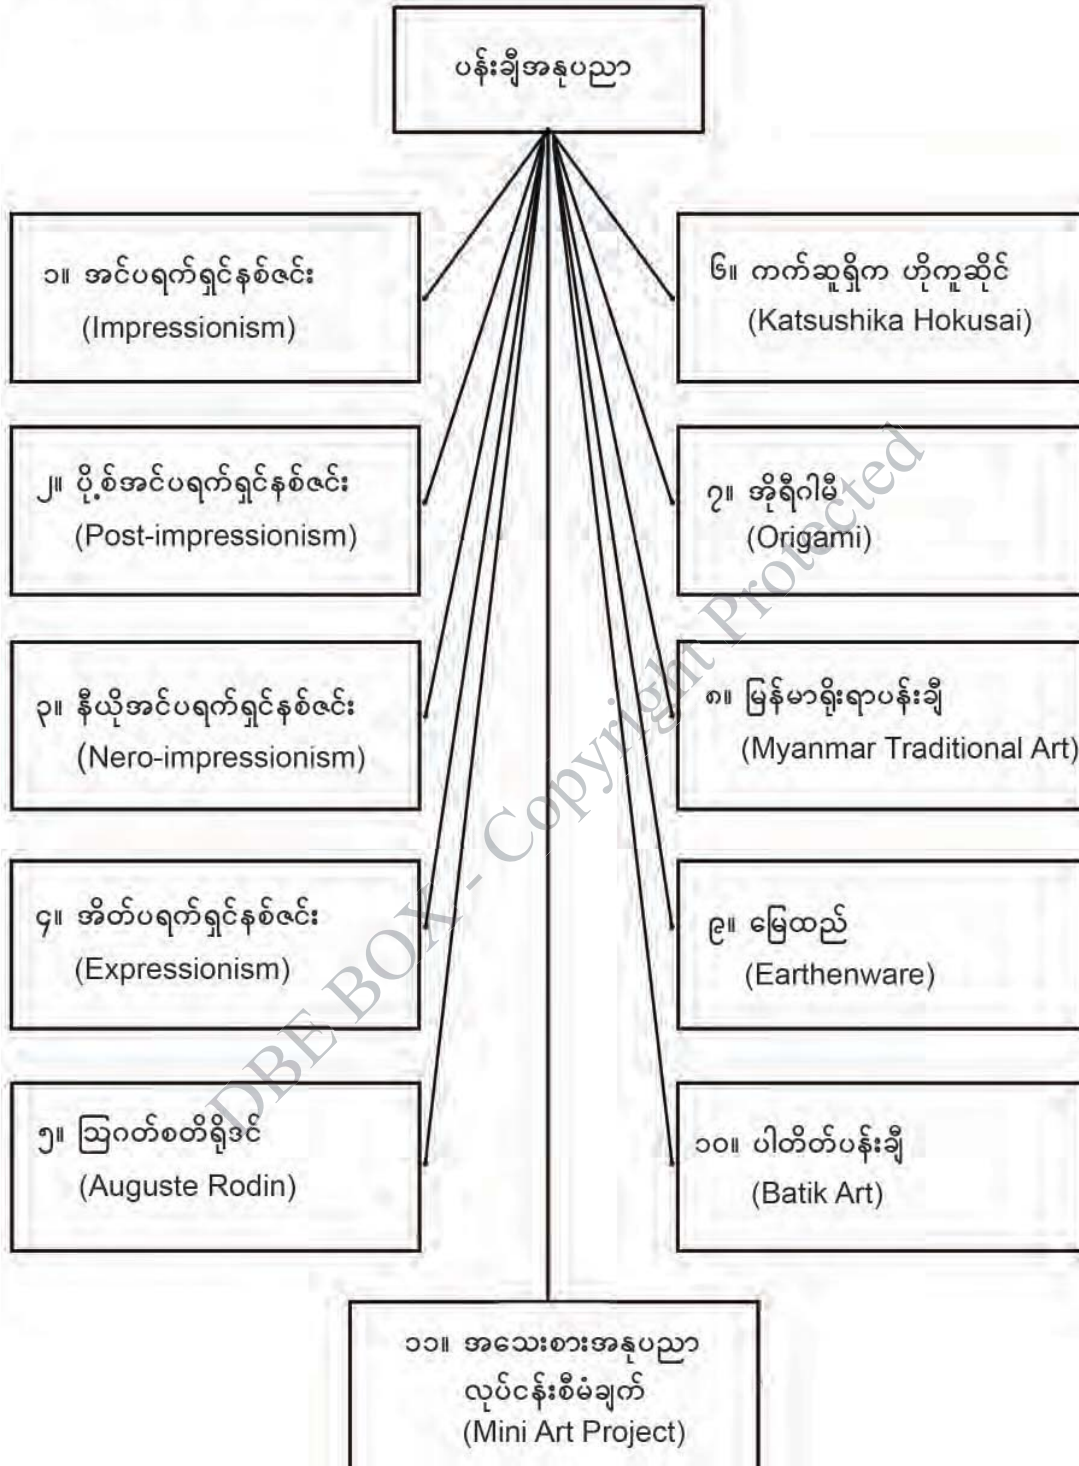 ပန်းချီအနုပညာ
၁။ အင်ပရက်ရှင်နစ်ဇင်း
(Impressionism)
၂။ ပို့စ်အင်ပရက်ရှင်နစ်ဇင်း
(Post-impressionism)
၃။ နီယိုအင်ပရက်ရှင်နစ်ဇင်း
(Nero-impressionism)
၄။ အိတ်ပရက်ရှင်နစ်ဇင်း
(Expressionism)
၅။ ဩဂတ်စတိရိုဒင်
(Auguste Rodin)
၆။ ကက်ဆူရှိက ဟိုကူဆိုင်
(Katsushika Hokusai)
၇။ အိုရီဂါမီ
(Origami)
၈။ မြန်မာရိုးရာပန်းချီ
(Myanmar Traditional Art)
၉။ မြေထည်
(Earthenware)
၁၀။ ပါတိတ်ပန်းချီ
(Batik Art)
၁၁။ အသေးစားအနုပညာ
လုပ်ငန်းစီမံချက်
(Mini Art Project)
DBE BOX - Copyright Protected